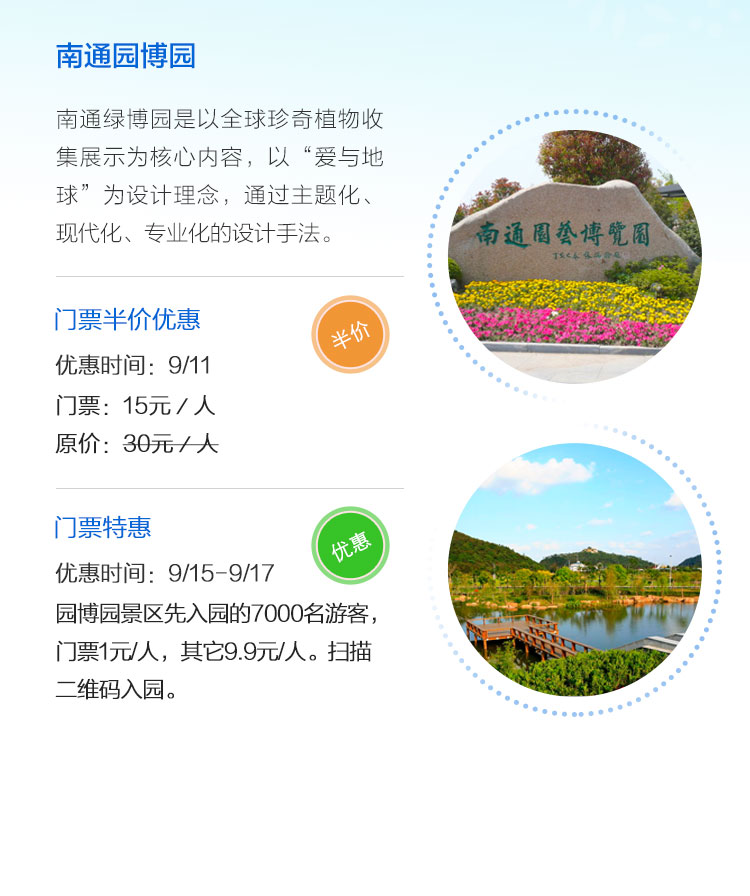 南通园博园
南通绿博园是以全球珍奇植物收
集展示为核心内容，以“爱与地
球”为设计理念，通过主题化、
现代化、专业化的设计手法。
南通園藝博覽園
门票半价优惠
半价
优惠时间：9/11
门票：15元／人
原价：30元／人
门票特惠
优惠
优惠时间：9/15-9/17
园博园景区先入园的7000名游客，
门票1元/人，其它9.9元/人。扫描
二维码入园。